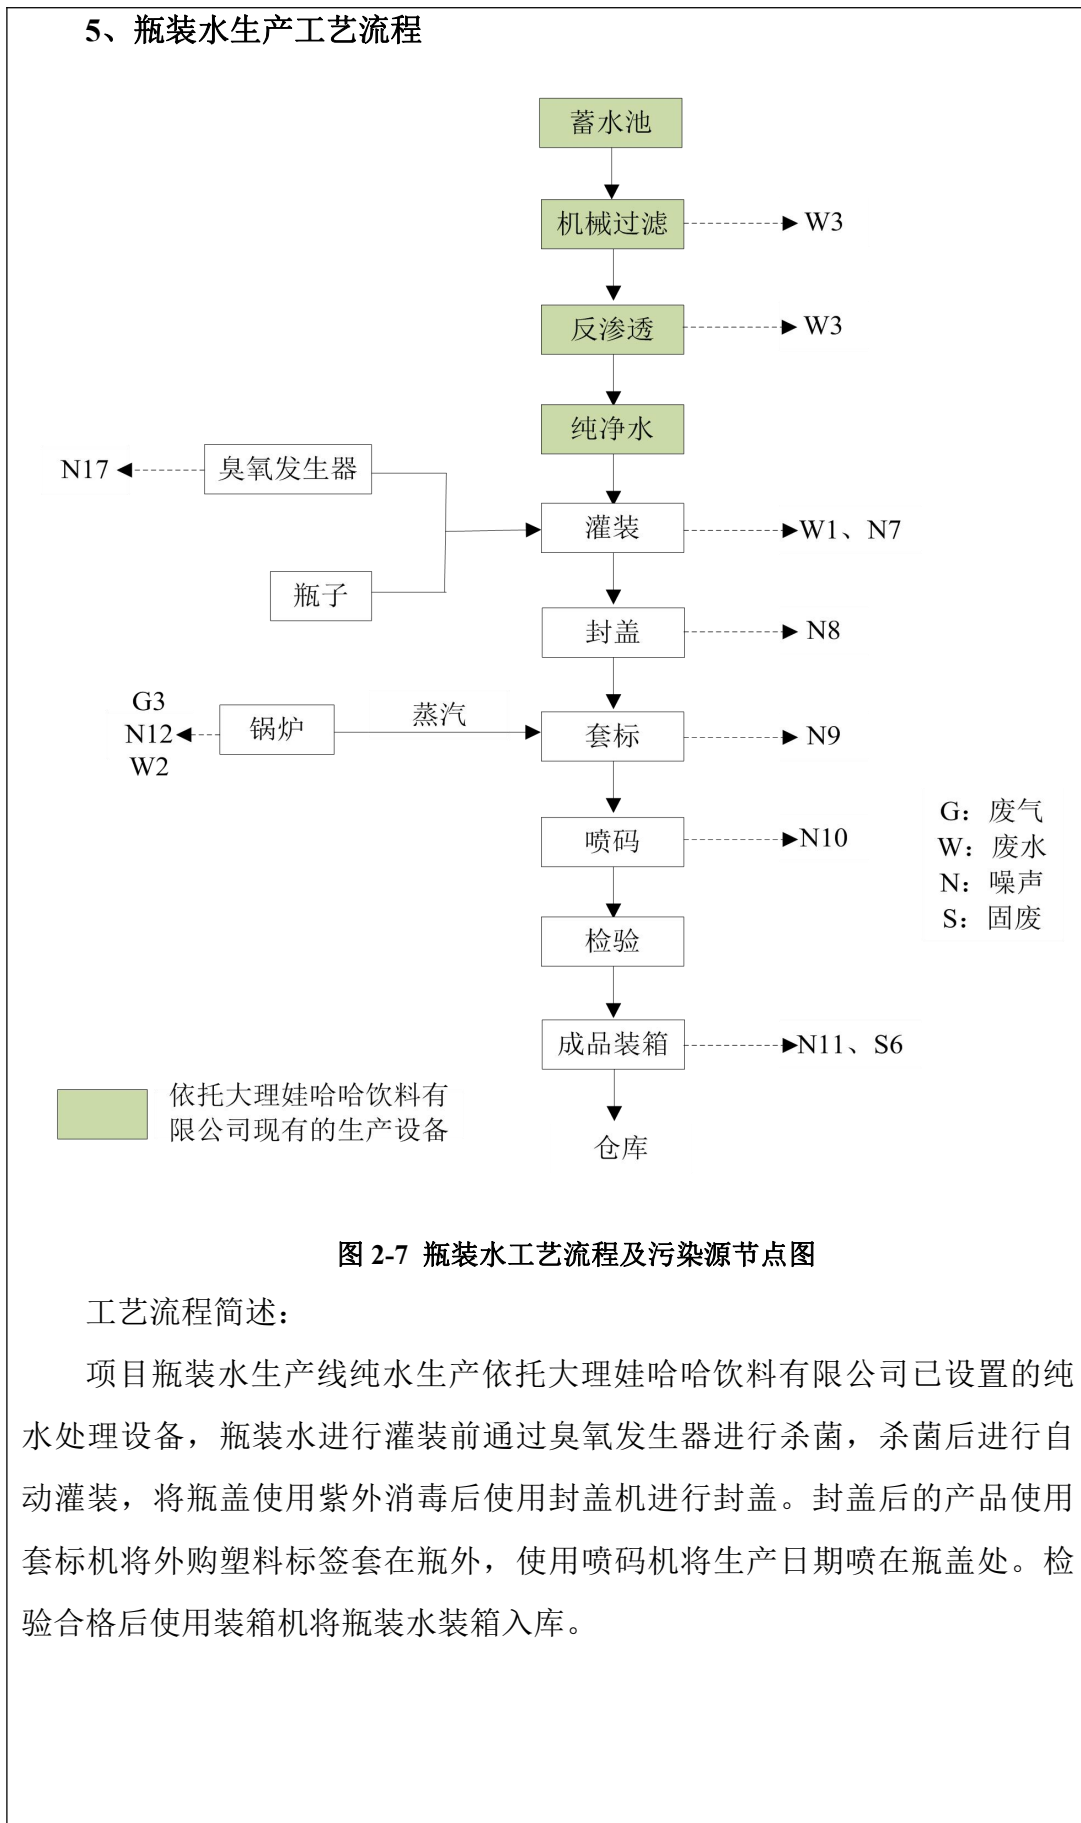 5、瓶装水生产工艺流程
蓄水池
机械过滤
W3
反渗透
W3
纯净水
N17
臭氧发生器
灌装
W1、N7
瓶子
封盖
N8
G3
N12
W2
锅炉
蒸汽
套标
N9
喷码
N10
G：废气
W：废水
N：噪声
S：固废
检验
成品装箱
N11、S6
依托大理娃哈哈饮料有
限公司现有的生产设备
仓库
图 2-7 瓶装水工艺流程及污染源节点图
工艺流程简述：
项目瓶装水生产线纯水生产依托大理娃哈哈饮料有限公司已设置的纯
水处理设备，瓶装水进行灌装前通过臭氧发生器进行杀菌，杀菌后进行自
动灌装，将瓶盖使用紫外消毒后使用封盖机进行封盖。封盖后的产品使用
套标机将外购塑料标签套在瓶外，使用喷码机将生产日期喷在瓶盖处。检
验合格后使用装箱机将瓶装水装箱入库。